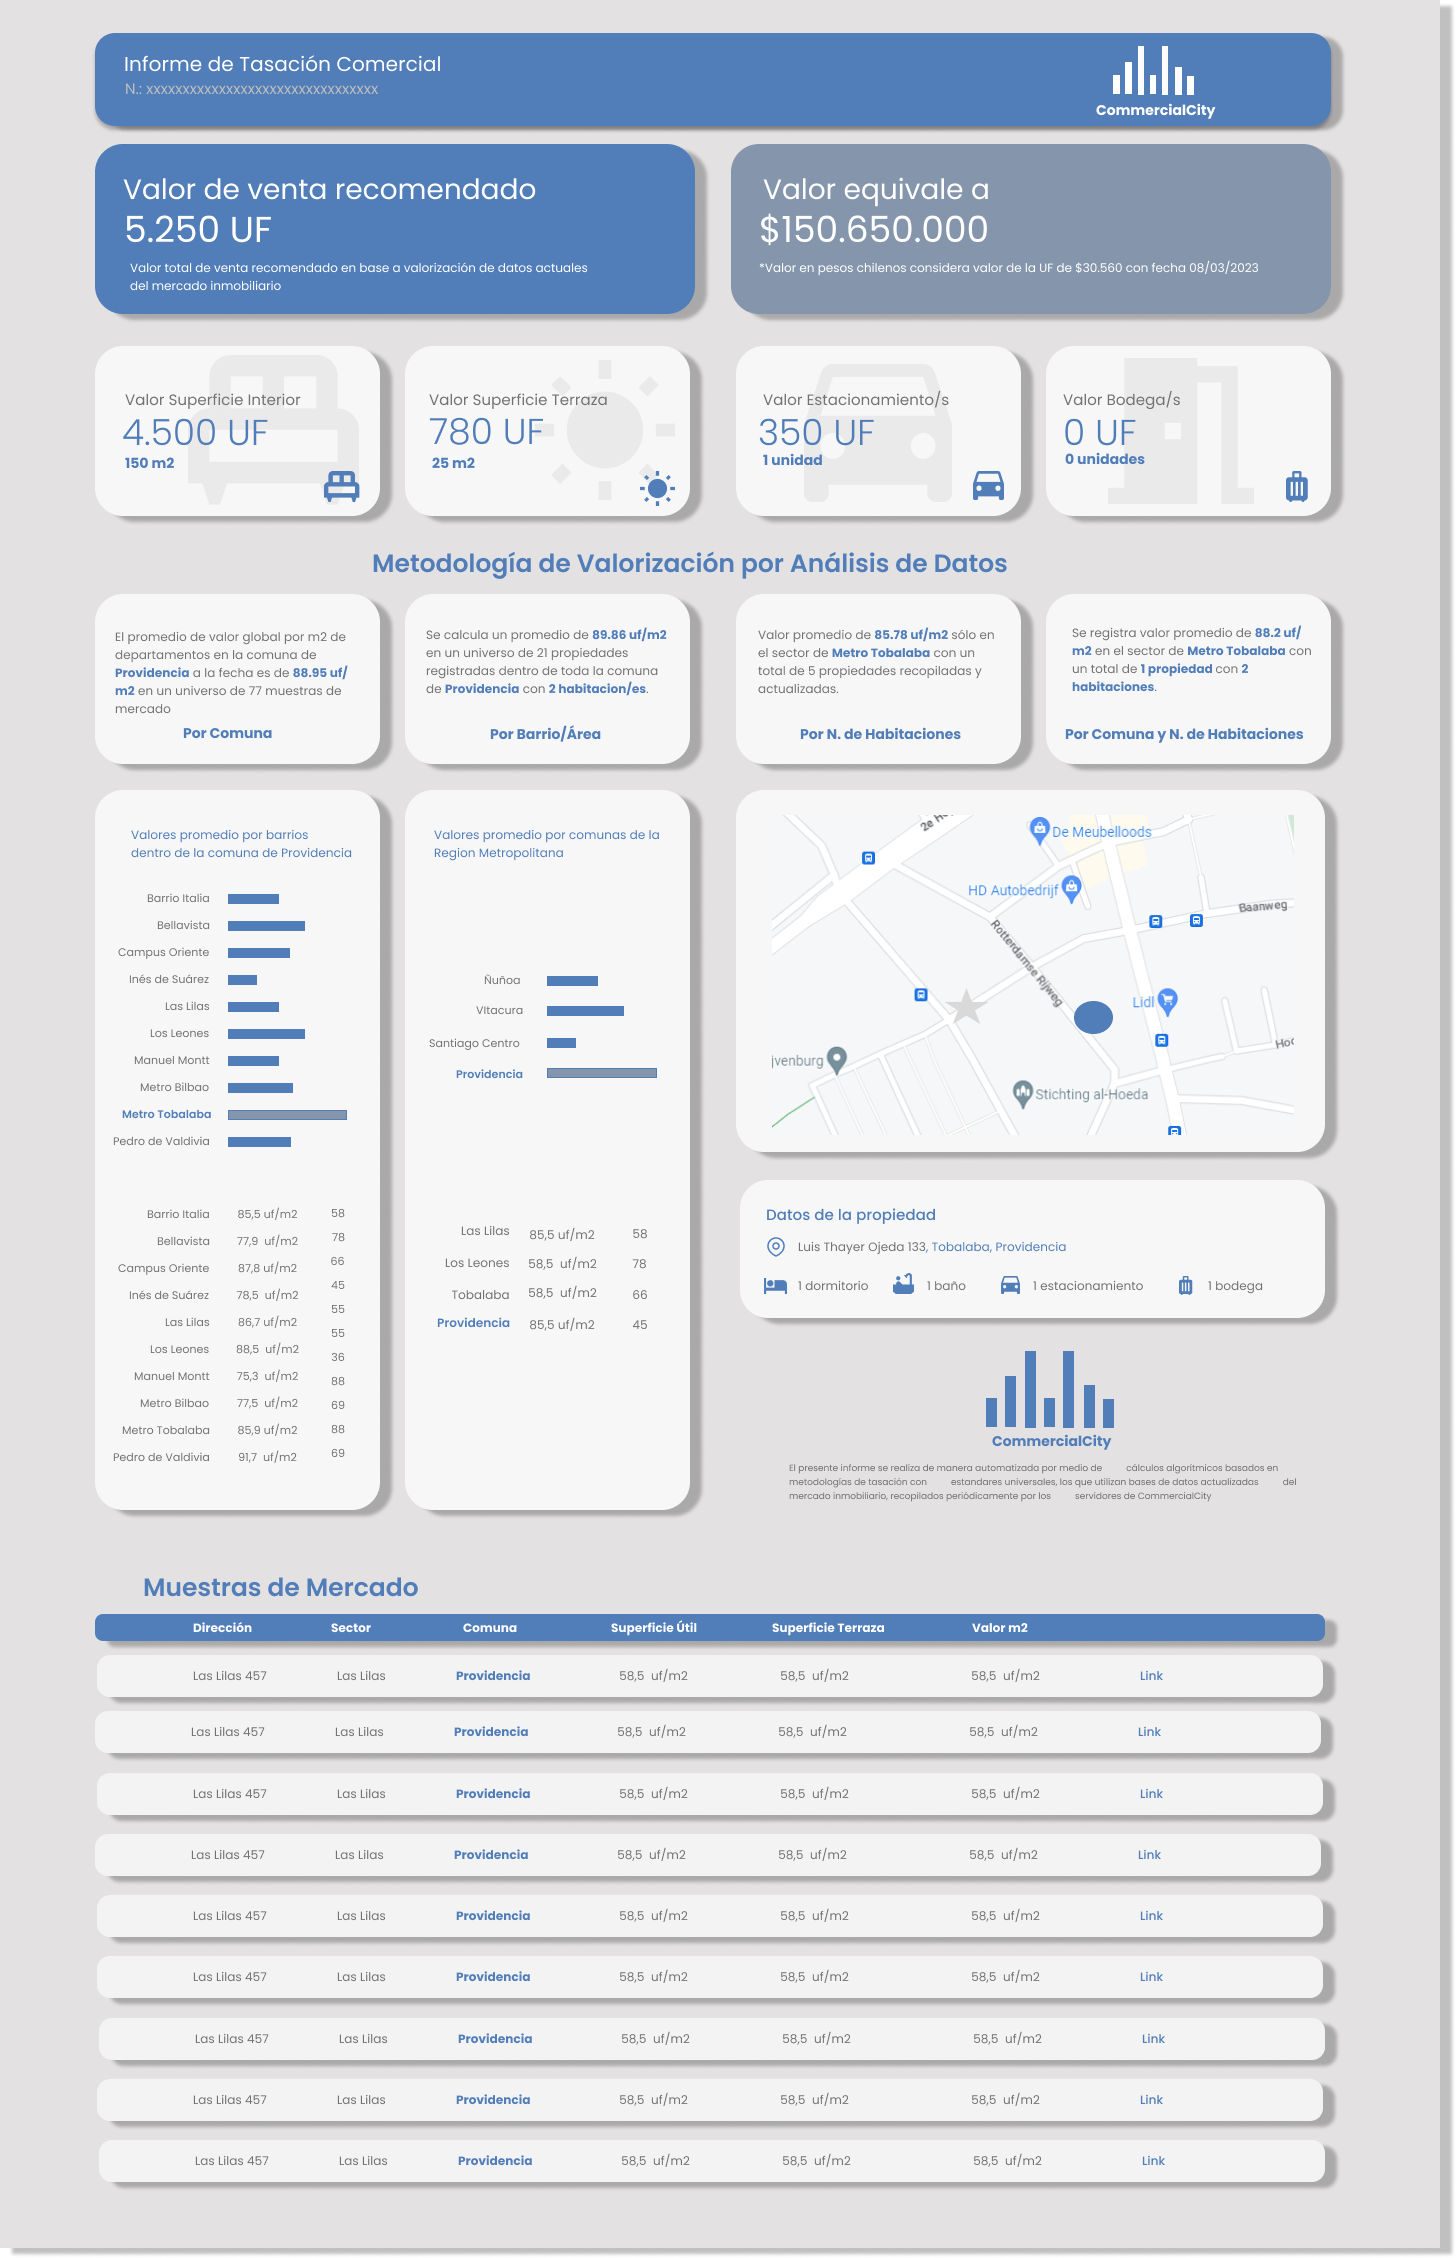 Informe de Tasación Comercial
N.: xxxxxxxxxxxxxxxxxxxxxxxxxxxxxxxx
CommercialCity
Valor de venta recomendado
5.250 UF
Valor total de venta recomendado en base a valorización de datos actuales
del mercado inmobiliario
Valor equivale a
$150.650.000
*Valor en pesos chilenos considera valor de la UF de $30.560 con fecha 08/03/2023
Valor Superficie Interior
4.500 UF
150 m2
Valor Superficie Terraza
780 UF
25 m2
Valor Estacionamiento/s
350 UF
1 unidad
Valor Bodega/s
0 UF
0 unidades
Metodología de Valorización por Análisis de Datos
El promedio de valor global por m2 de
departamentos en la comuna de
Providencia a la fecha es de 88.95 uf/
m2 en un universo de 77 muestras de
mercado
Por Comuna
Se calcula un promedio de 89.86 uf/m2
en un universo de 21 propiedades
registradas dentro de toda la comuna
de Providencia con 2 habitacion/es.
Por Barrio/Área
Valor promedio de 85.78 uf/m2 sólo en
el sector de Metro Tobalaba con un
total de 5 propiedades recopiladas y
actualizadas.
Por N. de Habitaciones
Se registra valor promedio de 88.2 uf/
m2 en el sector de Metro Tobalaba con
un total de 1 propiedad con 2
habitaciones.
Por Comuna y N. de Habitaciones
Valores promedio por barrios
dentro de la comuna de Providencia
Barrio Italia
Bellavista
Campus Oriente
Inés de Suárez
Las Lilas
Los Leones
Manuel Montt
Metro Bilbao
Metro Tobalaba
Pedro de Valdivia
Barrio Italia 85,5 uf/m2 58
Bellavista 77,9 uf/m2 78
Campus Oriente 87,8 uf/m2 66
Inés de Suárez 78,5 uf/m2 45
Las Lilas 86,7 uf/m2 55
Los Leones 88,5 uf/m2 55
Manuel Montt 75,3 uf/m2 36
Metro Bilbao 77,5 uf/m2 88
Metro Tobalaba 85,9 uf/m2 69
Pedro de Valdivia 91,7 uf/m2 88
69
Valores promedio por comunas de la
Region Metropolitana
Ñuñoa
VItacura
Santiago Centro
Providencia
Las Lilas 85,5 uf/m2 58
Los Leones 58,5 uf/m2 78
Tobalaba 58,5 uf/m2 66
Providencia 85,5 uf/m2 45
De Meubelloods
HD Autobedrijf
Baanweg
Rotterdamse Rijweg
Lidl
jvenburg
Stichting al-Hoeda
Datos de la propiedad
Luis Thayer Ojeda 133, Tobalaba, Providencia
1 dormitorio 1 baño 1 estacionamiento 1 bodega
CommercialCity
El presente informe se realiza de manera automatizada por medio de cálculos algorítmicos basados en
metodologías de tasación con estandares universales, los que utilizan bases de datos actualizadas del
mercado inmobiliario, recopilados periódicamente por los servidores de CommercialCity
Muestras de Mercado
Dirección Sector Comuna Superficie Útil Superficie Terraza Valor m2
Las Lilas 457 Las Lilas Providencia 58,5 uf/m2 58,5 uf/m2 58,5 uf/m2 Link
Las Lilas 457 Las Lilas Providencia 58,5 uf/m2 58,5 uf/m2 58,5 uf/m2 Link
Las Lilas 457 Las Lilas Providencia 58,5 uf/m2 58,5 uf/m2 58,5 uf/m2 Link
Las Lilas 457 Las Lilas Providencia 58,5 uf/m2 58,5 uf/m2 58,5 uf/m2 Link
Las Lilas 457 Las Lilas Providencia 58,5 uf/m2 58,5 uf/m2 58,5 uf/m2 Link
Las Lilas 457 Las Lilas Providencia 58,5 uf/m2 58,5 uf/m2 58,5 uf/m2 Link
Las Lilas 457 Las Lilas Providencia 58,5 uf/m2 58,5 uf/m2 58,5 uf/m2 Link
Las Lilas 457 Las Lilas Providencia 58,5 uf/m2 58,5 uf/m2 58,5 uf/m2 Link
Las Lilas 457 Las Lilas Providencia 58,5 uf/m2 58,5 uf/m2 58,5 uf/m2 Link